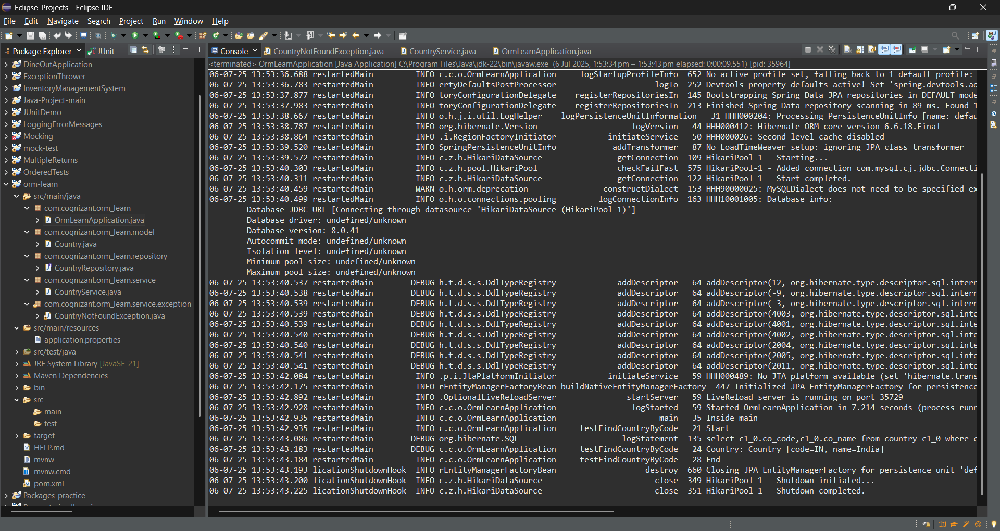 Eclipse_Projects - Eclipse IDE
File Edit Navigate Search Project Run Window Help
Package Explorer JUnit
DineOutApplication
ExceptionThrower
InventoryManagementSystem
Java-Project-main
JUnitDemo
LoggingErrorMessages
Mocking
mock-test
MultipleReturns
OrderedTests
orm-learn
src/main/java
com.cognizant.orm_learn
OrmLearnApplication.java
com.cognizant.orm_learn.model
Country.java
com.cognizant.orm_learn.repository
CountryRepository.java
com.cognizant.orm_learn.service
CountryService.java
com.cognizant.orm_learn.service.exception
CountryNotFoundException.java
src/main/resources
application.properties
src/test/java
JRE System Library [JavaSE-21]
Maven Dependencies
bin
src
main
test
target
HELP.md
mvnw
mvnw.cmd
pom.xml
Packages_practice
Console CountryNotFoundException.java CountryService.java OrmLearnApplication.java
<terminated> OrmLearnApplication [Java Application] C:\Program Files\Java\jdk-22\bin\javaw.exe (6 Jul 2025, 1:53:34 pm – 1:53:43 pm elapsed: 0:00:09.551) [pid: 35964]
06-07-25 13:53:36.688 restartedMain INFO c.c.o.OrmLearnApplication logStartupProfileInfo 652 No active profile set, falling back to 1 default profile:
06-07-25 13:53:36.783 restartedMain INFO ertyDefaultsPostProcessor logTo 252 Devtools property defaults active! Set 'spring.devtools.ad
06-07-25 13:53:37.877 restartedMain INFO toryConfigurationDelegate registerRepositoriesIn 145 Bootstrapping Spring Data JPA repositories in DEFAULT mode
06-07-25 13:53:37.983 restartedMain INFO toryConfigurationDelegate registerRepositoriesIn 213 Finished Spring Data repository scanning in 89 ms. Found 1
06-07-25 13:53:38.667 restartedMain INFO o.h.j.i.util.LogHelper logPersistenceUnitInformation 31 HHH000204: Processing PersistenceUnitInfo [name: defau
06-07-25 13:53:38.787 restartedMain INFO org.hibernate.Version logVersion 44 HHH000412: Hibernate ORM core version 6.6.18.Final
06-07-25 13:53:38.864 restartedMain INFO .i.RegionFactoryInitiator initiateService 50 HHH000026: Second-level cache disabled
06-07-25 13:53:39.520 restartedMain INFO SpringPersistenceUnitInfo addTransformer 87 No LoadTimeWeaver setup: ignoring JPA class transformer
06-07-25 13:53:39.572 restartedMain INFO c.z.h.HikariDataSource getConnection 109 HikariPool-1 - Starting...
06-07-25 13:53:40.303 restartedMain INFO c.z.h.pool.HikariPool checkFailFast 575 HikariPool-1 - Added connection com.mysql.cj.jdbc.Connecti
06-07-25 13:53:40.311 restartedMain INFO c.z.h.HikariDataSource getConnection 122 HikariPool-1 - Start completed.
06-07-25 13:53:40.459 restartedMain WARN o.h.orm.deprecation constructDialect 153 HHH90000025: MySQLDialect does not need to be specified ex
06-07-25 13:53:40.499 restartedMain INFO o.h.o.connections.pooling logConnectionInfo 163 HHH10001005: Database info:
Database JDBC URL [Connecting through datasource 'HikariDataSource (HikariPool-1)']
Database driver: undefined/unknown
Database version: 8.0.41
Autocommit mode: undefined/unknown
Isolation level: undefined/unknown
Minimum pool size: undefined/unknown
Maximum pool size: undefined/unknown
06-07-25 13:53:40.537 restartedMain DEBUG h.t.d.s.s.DdlTypeRegistry addDescriptor 64 addDescriptor(12, org.hibernate.type.descriptor.sql.intern
06-07-25 13:53:40.538 restartedMain DEBUG h.t.d.s.s.DdlTypeRegistry addDescriptor 64 addDescriptor(-9, org.hibernate.type.descriptor.sql.intern
06-07-25 13:53:40.539 restartedMain DEBUG h.t.d.s.s.DdlTypeRegistry addDescriptor 64 addDescriptor(-3, org.hibernate.type.descriptor.sql.intern
06-07-25 13:53:40.539 restartedMain DEBUG h.t.d.s.s.DdlTypeRegistry addDescriptor 64 addDescriptor(4003, org.hibernate.type.descriptor.sql.inte
06-07-25 13:53:40.539 restartedMain DEBUG h.t.d.s.s.DdlTypeRegistry addDescriptor 64 addDescriptor(4001, org.hibernate.type.descriptor.sql.inte
06-07-25 13:53:40.540 restartedMain DEBUG h.t.d.s.s.DdlTypeRegistry addDescriptor 64 addDescriptor(4002, org.hibernate.type.descriptor.sql.inte
06-07-25 13:53:40.540 restartedMain DEBUG h.t.d.s.s.DdlTypeRegistry addDescriptor 64 addDescriptor(2004, org.hibernate.type.descriptor.sql.inte
06-07-25 13:53:40.541 restartedMain DEBUG h.t.d.s.s.DdlTypeRegistry addDescriptor 64 addDescriptor(2005, org.hibernate.type.descriptor.sql.inte
06-07-25 13:53:40.541 restartedMain DEBUG h.t.d.s.s.DdlTypeRegistry addDescriptor 64 addDescriptor(2011, org.hibernate.type.descriptor.sql.inte
06-07-25 13:53:42.084 restartedMain INFO .p.i.JtaPlatformInitiator initiateService 59 HHH000489: No JTA platform available (set 'hibernate.trans
06-07-25 13:53:42.175 restartedMain INFO rEntityManagerFactoryBean buildNativeEntityManagerFactory 447 Initialized JPA EntityManagerFactory for persistence
06-07-25 13:53:42.892 restartedMain INFO .OptionalLiveReloadServer startServer 59 LiveReload server is running on port 35729
06-07-25 13:53:42.928 restartedMain INFO c.c.o.OrmLearnApplication logStarted 59 Started OrmLearnApplication in 7.214 seconds (process runn
06-07-25 13:53:42.935 restartedMain INFO c.c.o.OrmLearnApplication main 35 Inside main
06-07-25 13:53:42.935 restartedMain INFO c.c.o.OrmLearnApplication testFindCountryByCode 21 Start
06-07-25 13:53:43.086 restartedMain DEBUG org.hibernate.SQL logStatement 135 select c1_0.co_code,c1_0.co_name from country c1_0 where c
06-07-25 13:53:43.183 restartedMain DEBUG c.c.o.OrmLearnApplication testFindCountryByCode 24 Country: Country [code=IN, name=India]
06-07-25 13:53:43.184 restartedMain INFO c.c.o.OrmLearnApplication testFindCountryByCode 28 End
06-07-25 13:53:43.193 licationShutdownHook INFO rEntityManagerFactoryBean destroy 660 Closing JPA EntityManagerFactory for persistence unit 'def
06-07-25 13:53:43.200 licationShutdownHook INFO c.z.h.HikariDataSource close 349 HikariPool-1 - Shutdown initiated...
06-07-25 13:53:43.225 licationShutdownHook INFO c.z.h.HikariDataSource close 351 HikariPool-1 - Shutdown completed.